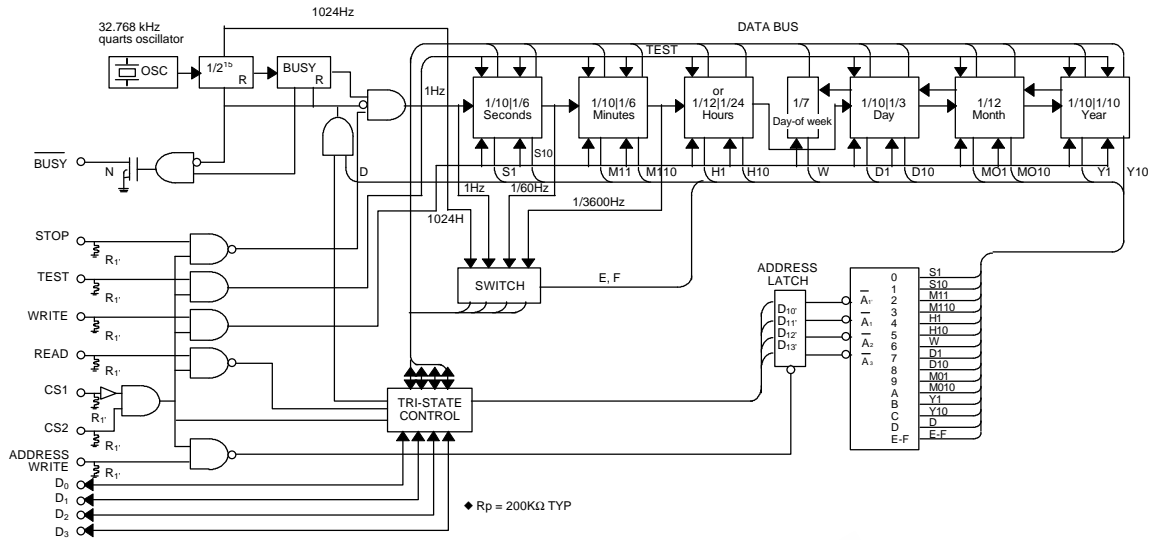 1024Hz
DATA BUS
32.768 kHz
quarts oscillator
TEST
OSC
1/2¹ᵇ
R
BUSY
R
1Hz
1/10|1/6
Seconds
1/10|1/6
Minutes
or
1/12|1/24
Hours
1/7
Day-of week
1/10|1/3
Day
1/12
Month
1/10|1/10
Year
BUSY
N
D
S1
S10
M11
M110
H1
H10
W
D1
D10
MO1
MO10
Y1
Y10
1Hz
1/60Hz
1/3600Hz
1024H
STOP
R1'
TEST
R1'
WRITE
R1'
READ
R1'
CS1
R1'
CS2
R1'
ADDRESS
WRITE
R1'
SWITCH
E, F
ADDRESS
LATCH
D10'
D11'
D12'
D13'
A1'
A1
A2
A3
0
1
2
3
4
5
6
7
8
9
A
B
C
D
E-F
S1
S10
M11
M110
H1
H10
W
D1
D10
M01
M010
Y1
Y10
D
E-F
TRI-STATE
CONTROL
D0
D1
D2
D3
◆ Rp = 200KΩ TYP